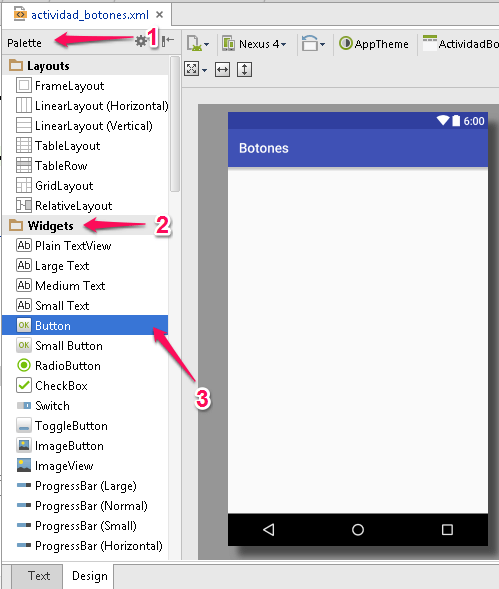 actividad_botones.xml ×
Palette
1
Nexus 4
AppTheme
ActividadBo
Layouts
FrameLayout
LinearLayout (Horizontal)
LinearLayout (Vertical)
TableLayout
TableRow
GridLayout
RelativeLayout
Widgets
2
Ab Plain TextView
Ab Large Text
Ab Medium Text
Ab Small Text
OK Button
OK Small Button
RadioButton
CheckBox
Switch
3
ToggleButton
ImageButton
ImageView
ProgressBar (Large)
ProgressBar (Normal)
ProgressBar (Small)
ProgressBar (Horizontal)
Text
Design
6:00
Botones